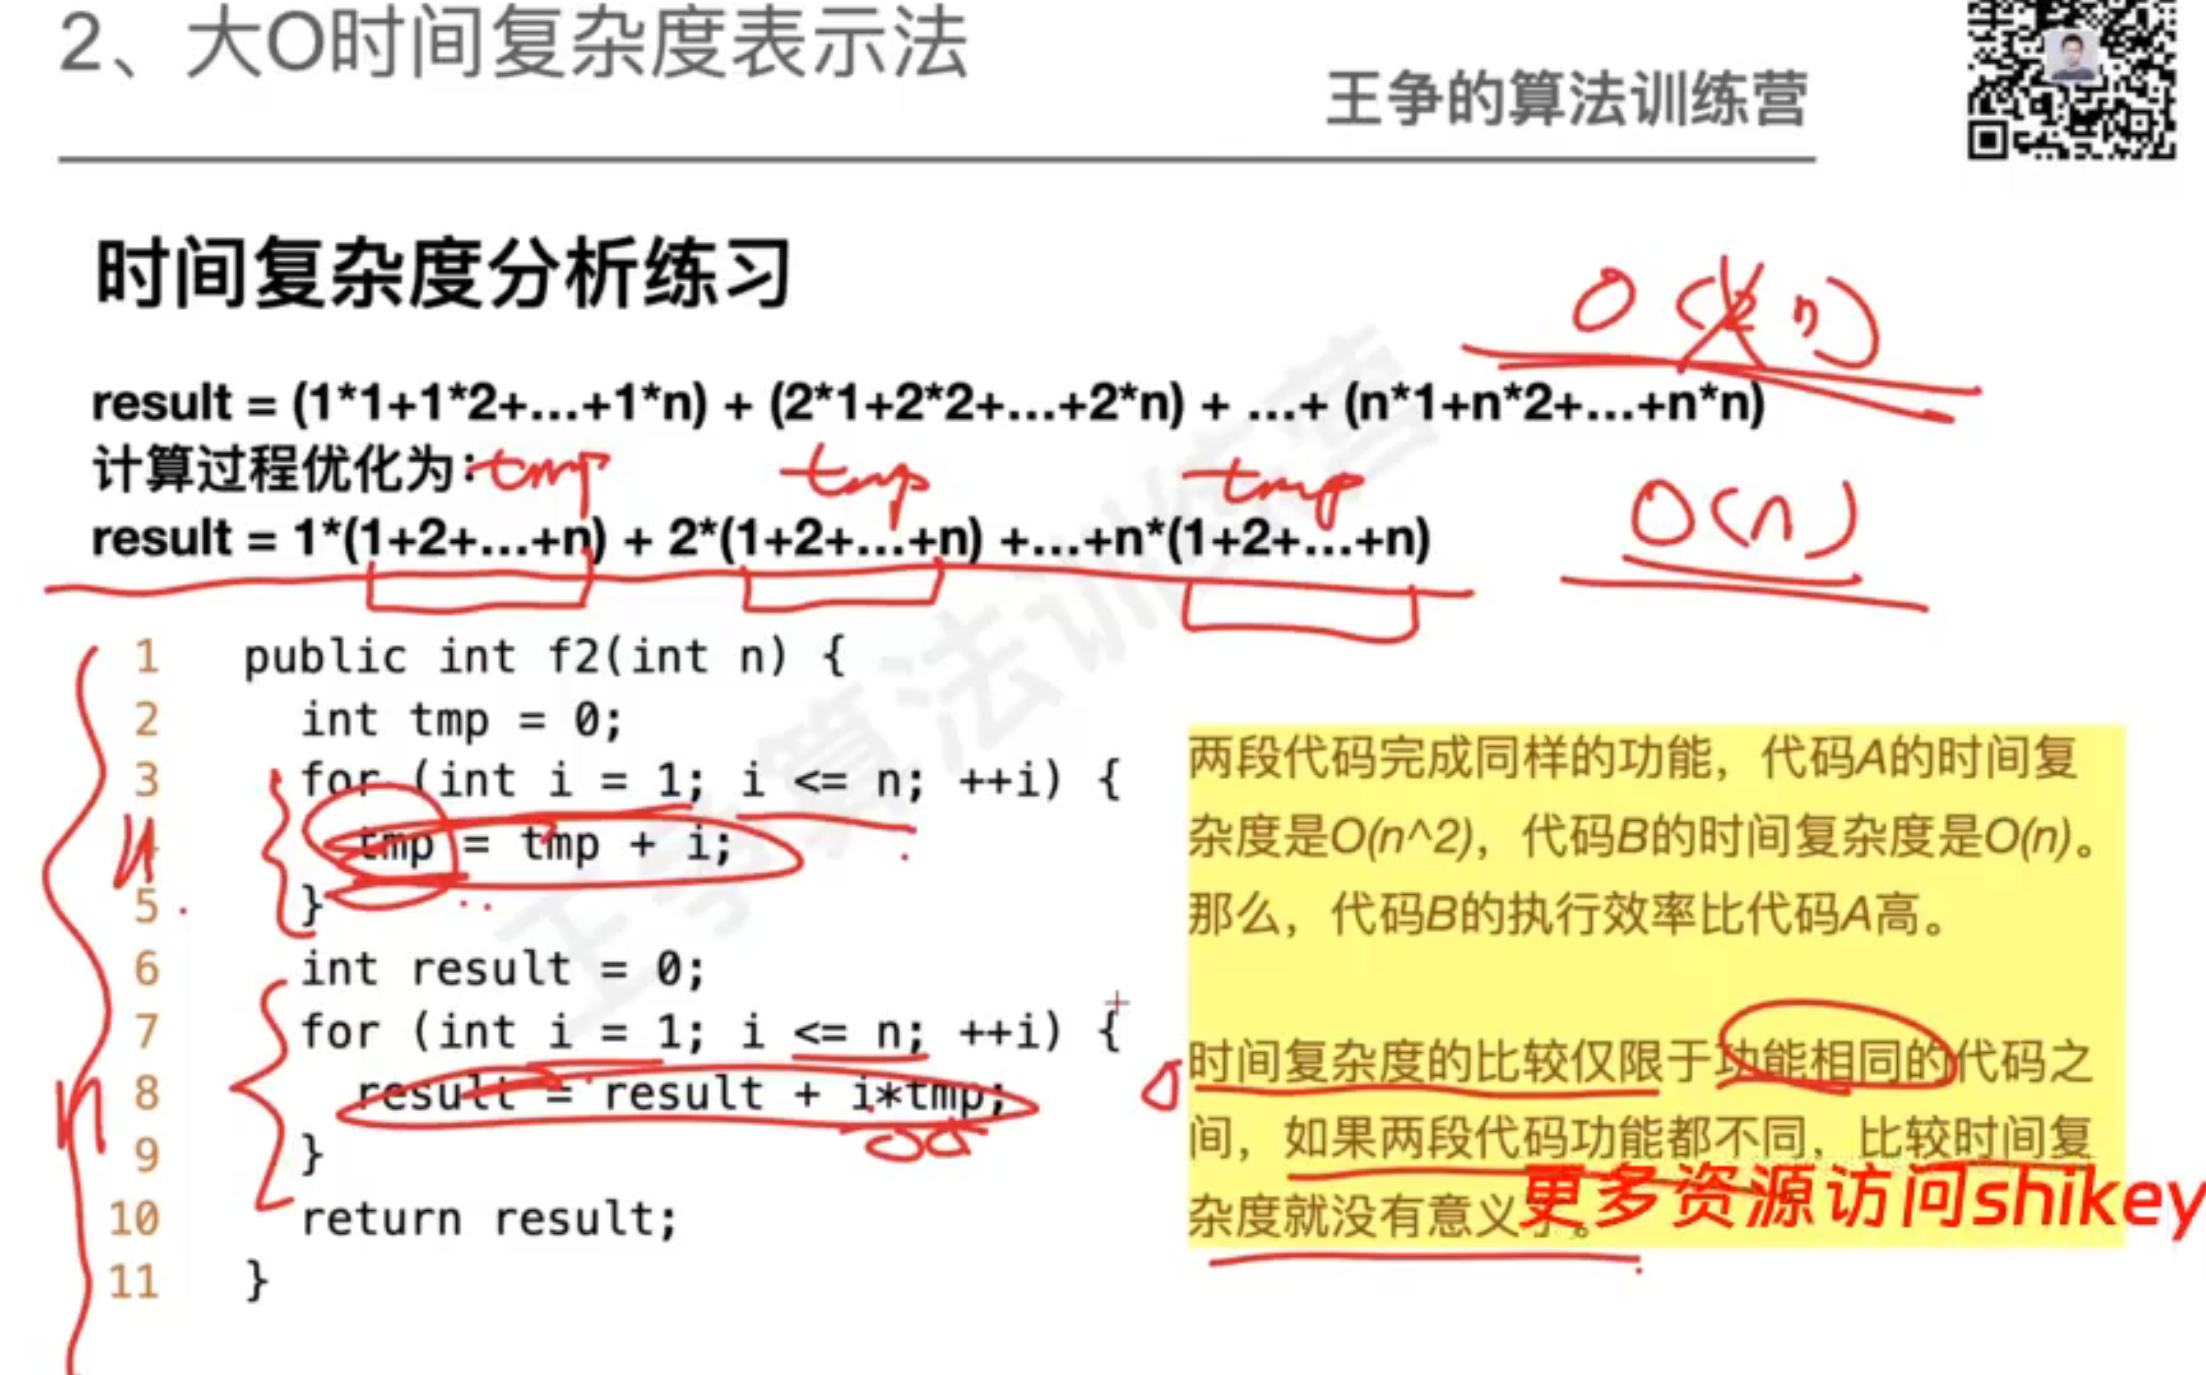 2、大O时间复杂度表示法
王争的算法训练营
时间复杂度分析练习
O(2n)
result = (1*1+1*2+...+1*n) + (2*1+2*2+...+2*n) + ...+ (n*1+n*2+...+n*n)
计算过程优化为：
tmp tmp tmp
result = 1*(1+2+...+n) + 2*(1+2+...+n) +...+n*(1+2+...+n)
O(n)
1 public int f2(int n) {
2 int tmp = 0;
3 for (int i = 1; i <= n; ++i) {
n tmp = tmp + i;
5 }
6 int result = 0;
7 for (int i = 1; i <= n; ++i) {
n 8 result = result + i*tmp;
9 }
10 return result;
11 }
两段代码完成同样的功能，代码A的时间复
杂度是O(n^2)，代码B的时间复杂度是O(n)。
那么，代码B的执行效率比代码A高。
时间复杂度的比较仅限于功能相同的代码之
间，如果两段代码功能都不同，比较时间复
杂度就没有意义了。
更多资源访问shikey
王争算法训练营